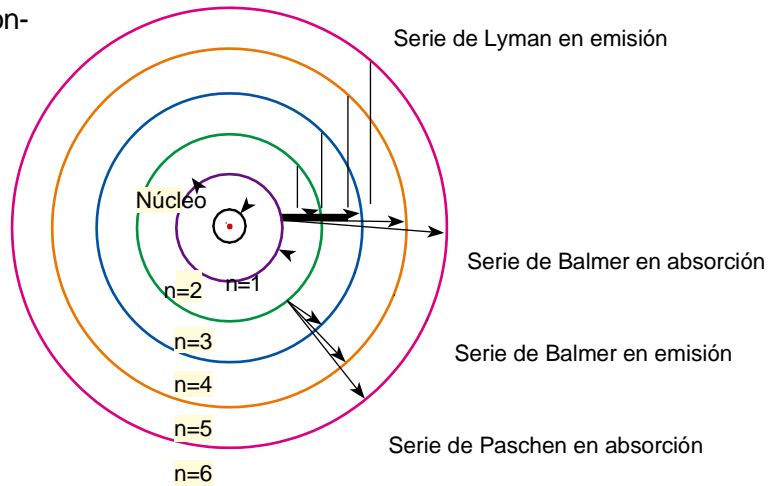 on-
Serie de Lyman en emisión
Núcleo
Serie de Balmer en absorción
n=2
n=1
n=3
Serie de Balmer en emisión
n=4
n=5
Serie de Paschen en absorción
n=6